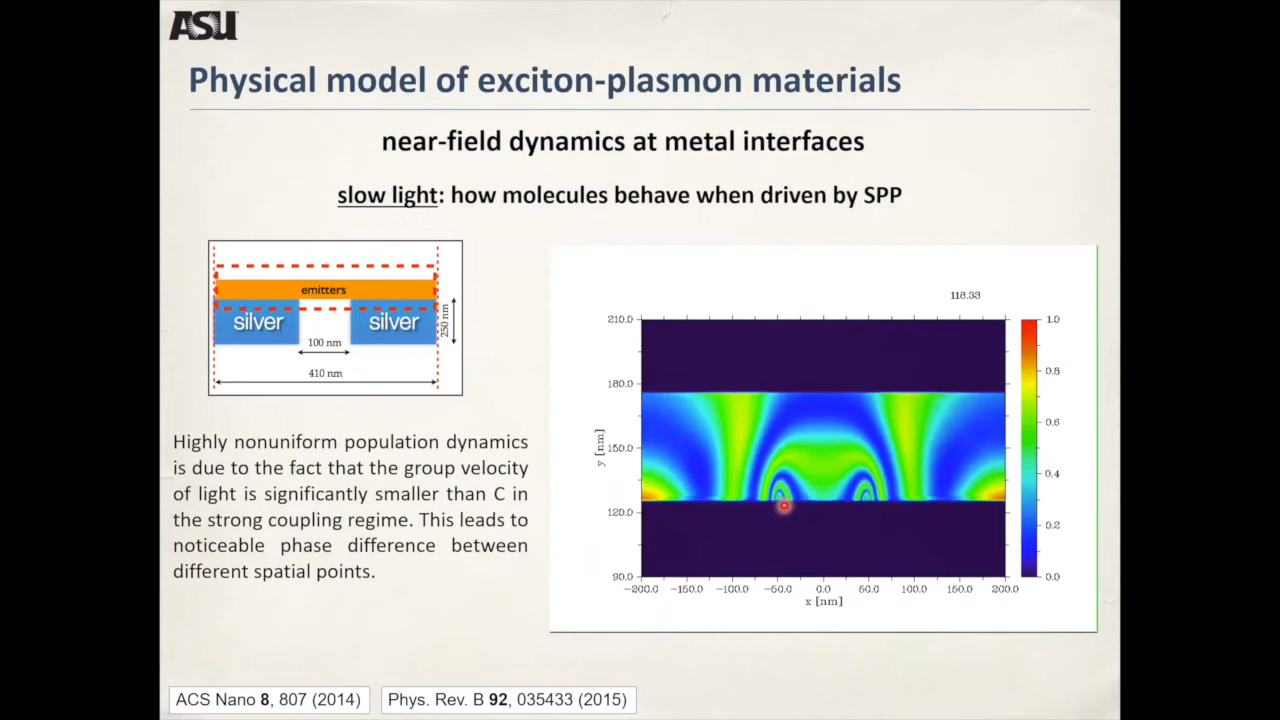 ASU
Physical model of exciton-plasmon materials
near-field dynamics at metal interfaces
slow light: how molecules behave when driven by SPP
emitters
silver
silver
250 nm
100 nm
410 nm
Highly nonuniform population dynamics
is due to the fact that the group velocity
of light is significantly smaller than C in
the strong coupling regime. This leads to
noticeable phase difference between
different spatial points.
118.33
210.0
180.0
150.0
120.0
90.0
y [nm]
−200.0 −150.0 −100.0 −50.0 0.0 50.0 100.0 150.0 200.0
x [nm]
1.0
0.8
0.6
0.4
0.2
0.0
ACS Nano 8, 807 (2014)
Phys. Rev. B 92, 035433 (2015)